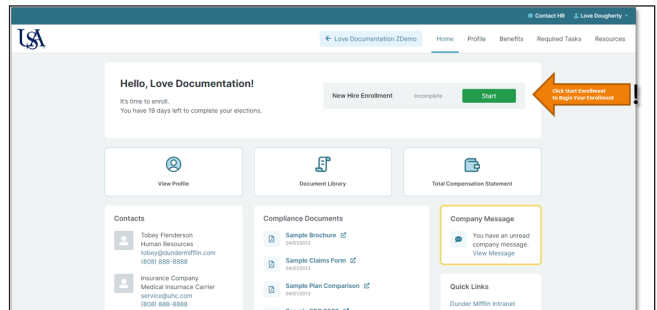 Contact HR
Love Dougherty
USA
← Love Documentation ZDemo
Home
Profile
Benefits
Required Tasks
Resources
Hello, Love Documentation!
It's time to enroll.
You have 19 days left to complete your elections.
New Hire Enrollment
Incomplete
Start
Click Start Enrollment
to Begin Your Enrollment
!
View Profile
Document Library
Total Compensation Statement
Contacts
Tobey Flenderson
Human Resources
tobey@dundermifflin.com
(808) 888-8888
Insurance Company
Medical Insurnace Carrier
service@uhc.com
(808) 888-8888
Compliance Documents
Sample Brochure
04/01/2013
Sample Claims Form
04/01/2013
Sample Plan Comparison
04/01/2013
Company Message
You have an unread
company message.
View Message
Quick Links
Dunder Mifflin Intranet